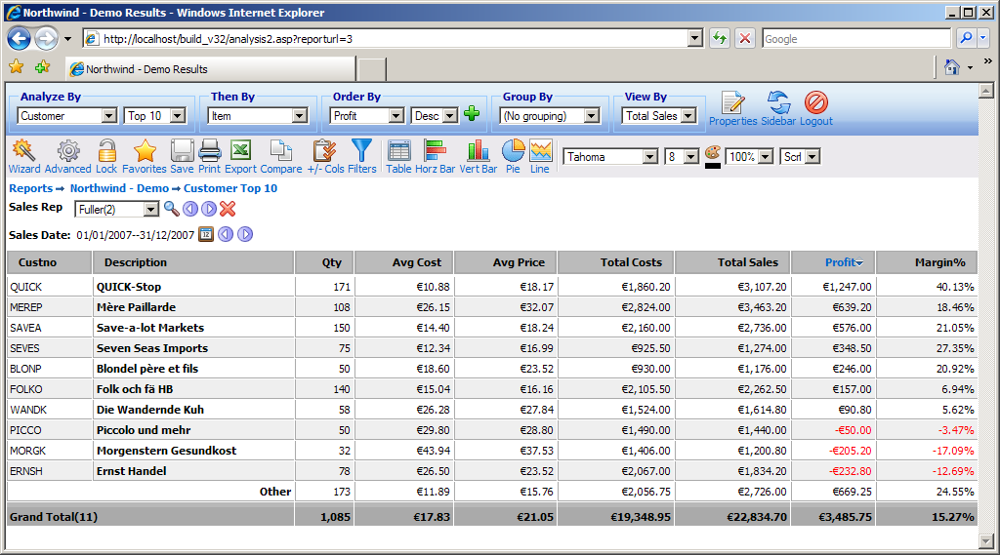 Northwind - Demo Results - Windows Internet Explorer
http://localhost/build_v32/analysis2.asp?reporturl=3 Google
Northwind - Demo Results »
Analyze By Then By Order By Group By View By
Customer Top 10 Item Profit Desc (No grouping) Total Sales Properties Sidebar Logout
Wizard Advanced Lock Favorites Save Print Export Compare +/- Cols Filters Table Horz Bar Vert Bar Pie Line Tahoma 8 100% Scrl
Reports Northwind - Demo Customer Top 10
Sales Rep Fuller(2)
Sales Date: 01/01/2007--31/12/2007 12
Custno Description Qty Avg Cost Avg Price Total Costs Total Sales Profit Margin%
QUICK QUICK-Stop 171 €10.88 €18.17 €1,860.20 €3,107.20 €1,247.00 40.13%
MEREP Mère Paillarde 108 €26.15 €32.07 €2,824.00 €3,463.20 €639.20 18.46%
SAVEA Save-a-lot Markets 150 €14.40 €18.24 €2,160.00 €2,736.00 €576.00 21.05%
SEVES Seven Seas Imports 75 €12.34 €16.99 €925.50 €1,274.00 €348.50 27.35%
BLONP Blondel père et fils 50 €18.60 €23.52 €930.00 €1,176.00 €246.00 20.92%
FOLKO Folk och fä HB 140 €15.04 €16.16 €2,105.50 €2,262.50 €157.00 6.94%
WANDK Die Wandernde Kuh 58 €26.28 €27.84 €1,524.00 €1,614.80 €90.80 5.62%
PICCO Piccolo und mehr 50 €29.80 €28.80 €1,490.00 €1,440.00 -€50.00 -3.47%
MORGK Morgenstern Gesundkost 32 €43.94 €37.53 €1,406.00 €1,200.80 -€205.20 -17.09%
ERNSH Ernst Handel 78 €26.50 €23.52 €2,067.00 €1,834.20 -€232.80 -12.69%
Other 173 €11.89 €15.76 €2,056.75 €2,726.00 €669.25 24.55%
Grand Total(11) 1,085 €17.83 €21.05 €19,348.95 €22,834.70 €3,485.75 15.27%